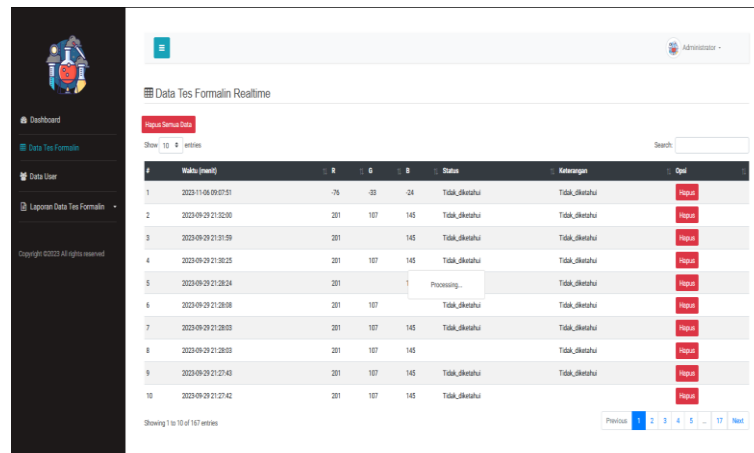 Administrator
Data Tes Formalin Realtime
Dashboard
Data Tes Formalin
Data User
Laporan Data Tes Formalin
Copyright ©2023 All rights reserved
Hapus Semua Data
Show 10 entries
Search:
# Waktu (menit) R G B Status Keterangan Opsi
1 2023-11-06 09:07:51 -76 -33 -24 Tidak_diketahui Tidak_diketahui Hapus
2 2023-09-29 21:32:00 201 107 145 Tidak_diketahui Tidak_diketahui Hapus
3 2023-09-29 21:31:59 201 145 Tidak_diketahui Tidak_diketahui Hapus
4 2023-09-29 21:30:25 201 107 145 Tidak_diketahui Tidak_diketahui Hapus
5 2023-09-29 21:28:24 201 Tidak_diketahui Hapus
Processing...
6 2023-09-29 21:28:08 201 107 Tidak_diketahui Tidak_diketahui Hapus
7 2023-09-29 21:28:03 201 107 145 Tidak_diketahui Tidak_diketahui Hapus
8 2023-09-29 21:28:03 201 107 145 Tidak_diketahui Tidak_diketahui Hapus
9 2023-09-29 21:27:43 201 107 145 Tidak_diketahui Tidak_diketahui Hapus
10 2023-09-29 21:27:42 201 107 145 Tidak_diketahui Hapus
Showing 1 to 10 of 167 entries
Previous 1 2 3 4 5 … 17 Next